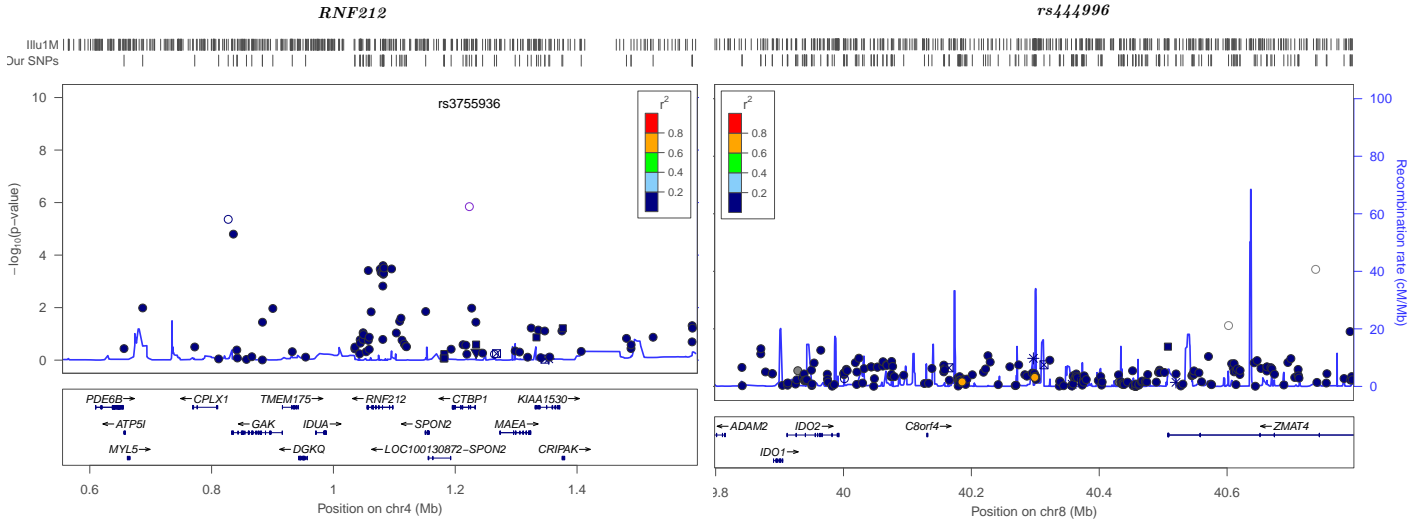 RNF212
rs444996
Illu1M
Our SNPs
rs3755936
r2
0.8
0.6
0.4
0.2
r2
0.8
0.6
0.4
0.2
10
8
6
4
2
0
−log10(p−value)
100
80
60
40
20
0
Recombination rate (cM/Mb)
PDE6B→ ←CPLX1 TMEM175→ ←RNF212 ←CTBP1 KIAA1530→
←ATP5I ←GAK IDUA→ ←SPON2 MAEA→
MYL5→ ←DGKQ ←LOC100130872−SPON2 CRIPAK→
←ADAM2 IDO2→ C8orf4→ ←ZMAT4
IDO1→
0.6 0.8 1 1.2 1.4
Position on chr4 (Mb)
9.8 40 40.2 40.4 40.6
Position on chr8 (Mb)